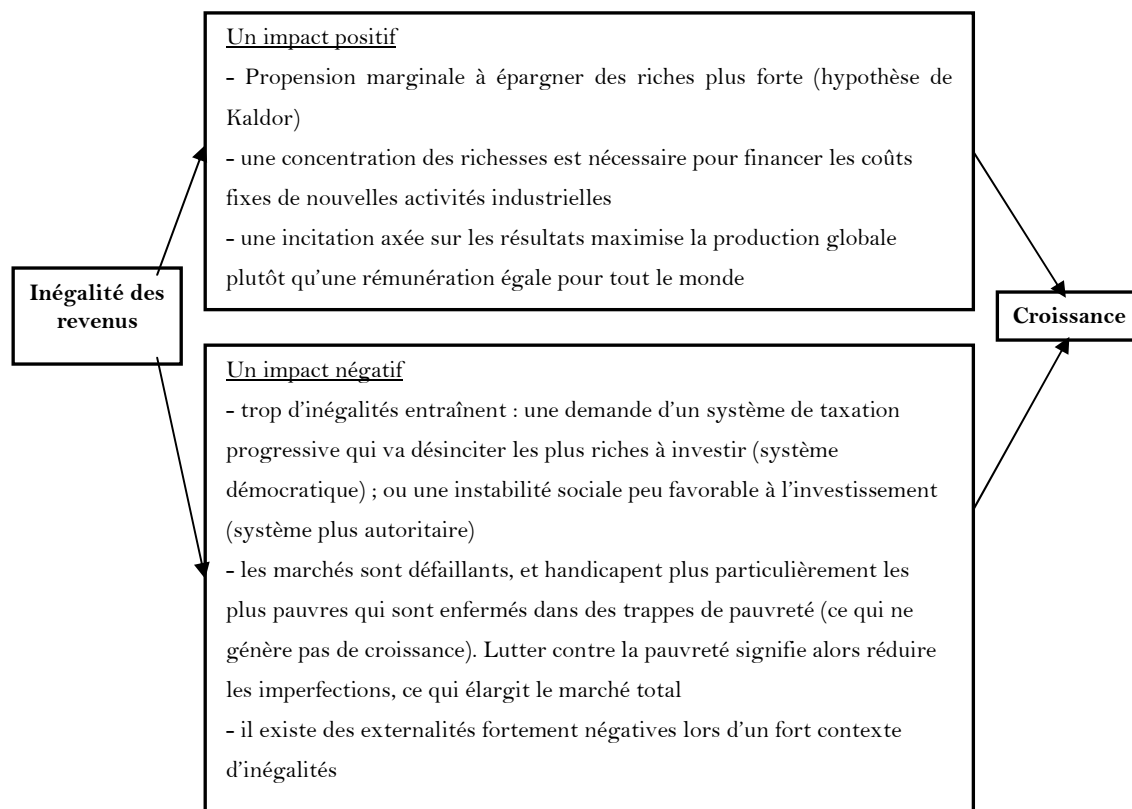 Un impact positif
- Propension marginale à épargner des riches plus forte (hypothèse de
Kaldor)
- une concentration des richesses est nécessaire pour financer les coûts
fixes de nouvelles activités industrielles
- une incitation axée sur les résultats maximise la production globale
plutôt qu'une rémunération égale pour tout le monde
Inégalité des
revenus
Croissance
Un impact négatif
- trop d'inégalités entraînent : une demande d'un système de taxation
progressive qui va désinciter les plus riches à investir (système
démocratique) ; ou une instabilité sociale peu favorable à l'investissement
(système plus autoritaire)
- les marchés sont défaillants, et handicapent plus particulièrement les
plus pauvres qui sont enfermés dans des trappes de pauvreté (ce qui ne
génère pas de croissance). Lutter contre la pauvreté signifie alors réduire
les imperfections, ce qui élargit le marché total
- il existe des externalités fortement négatives lors d'un fort contexte
d'inégalités